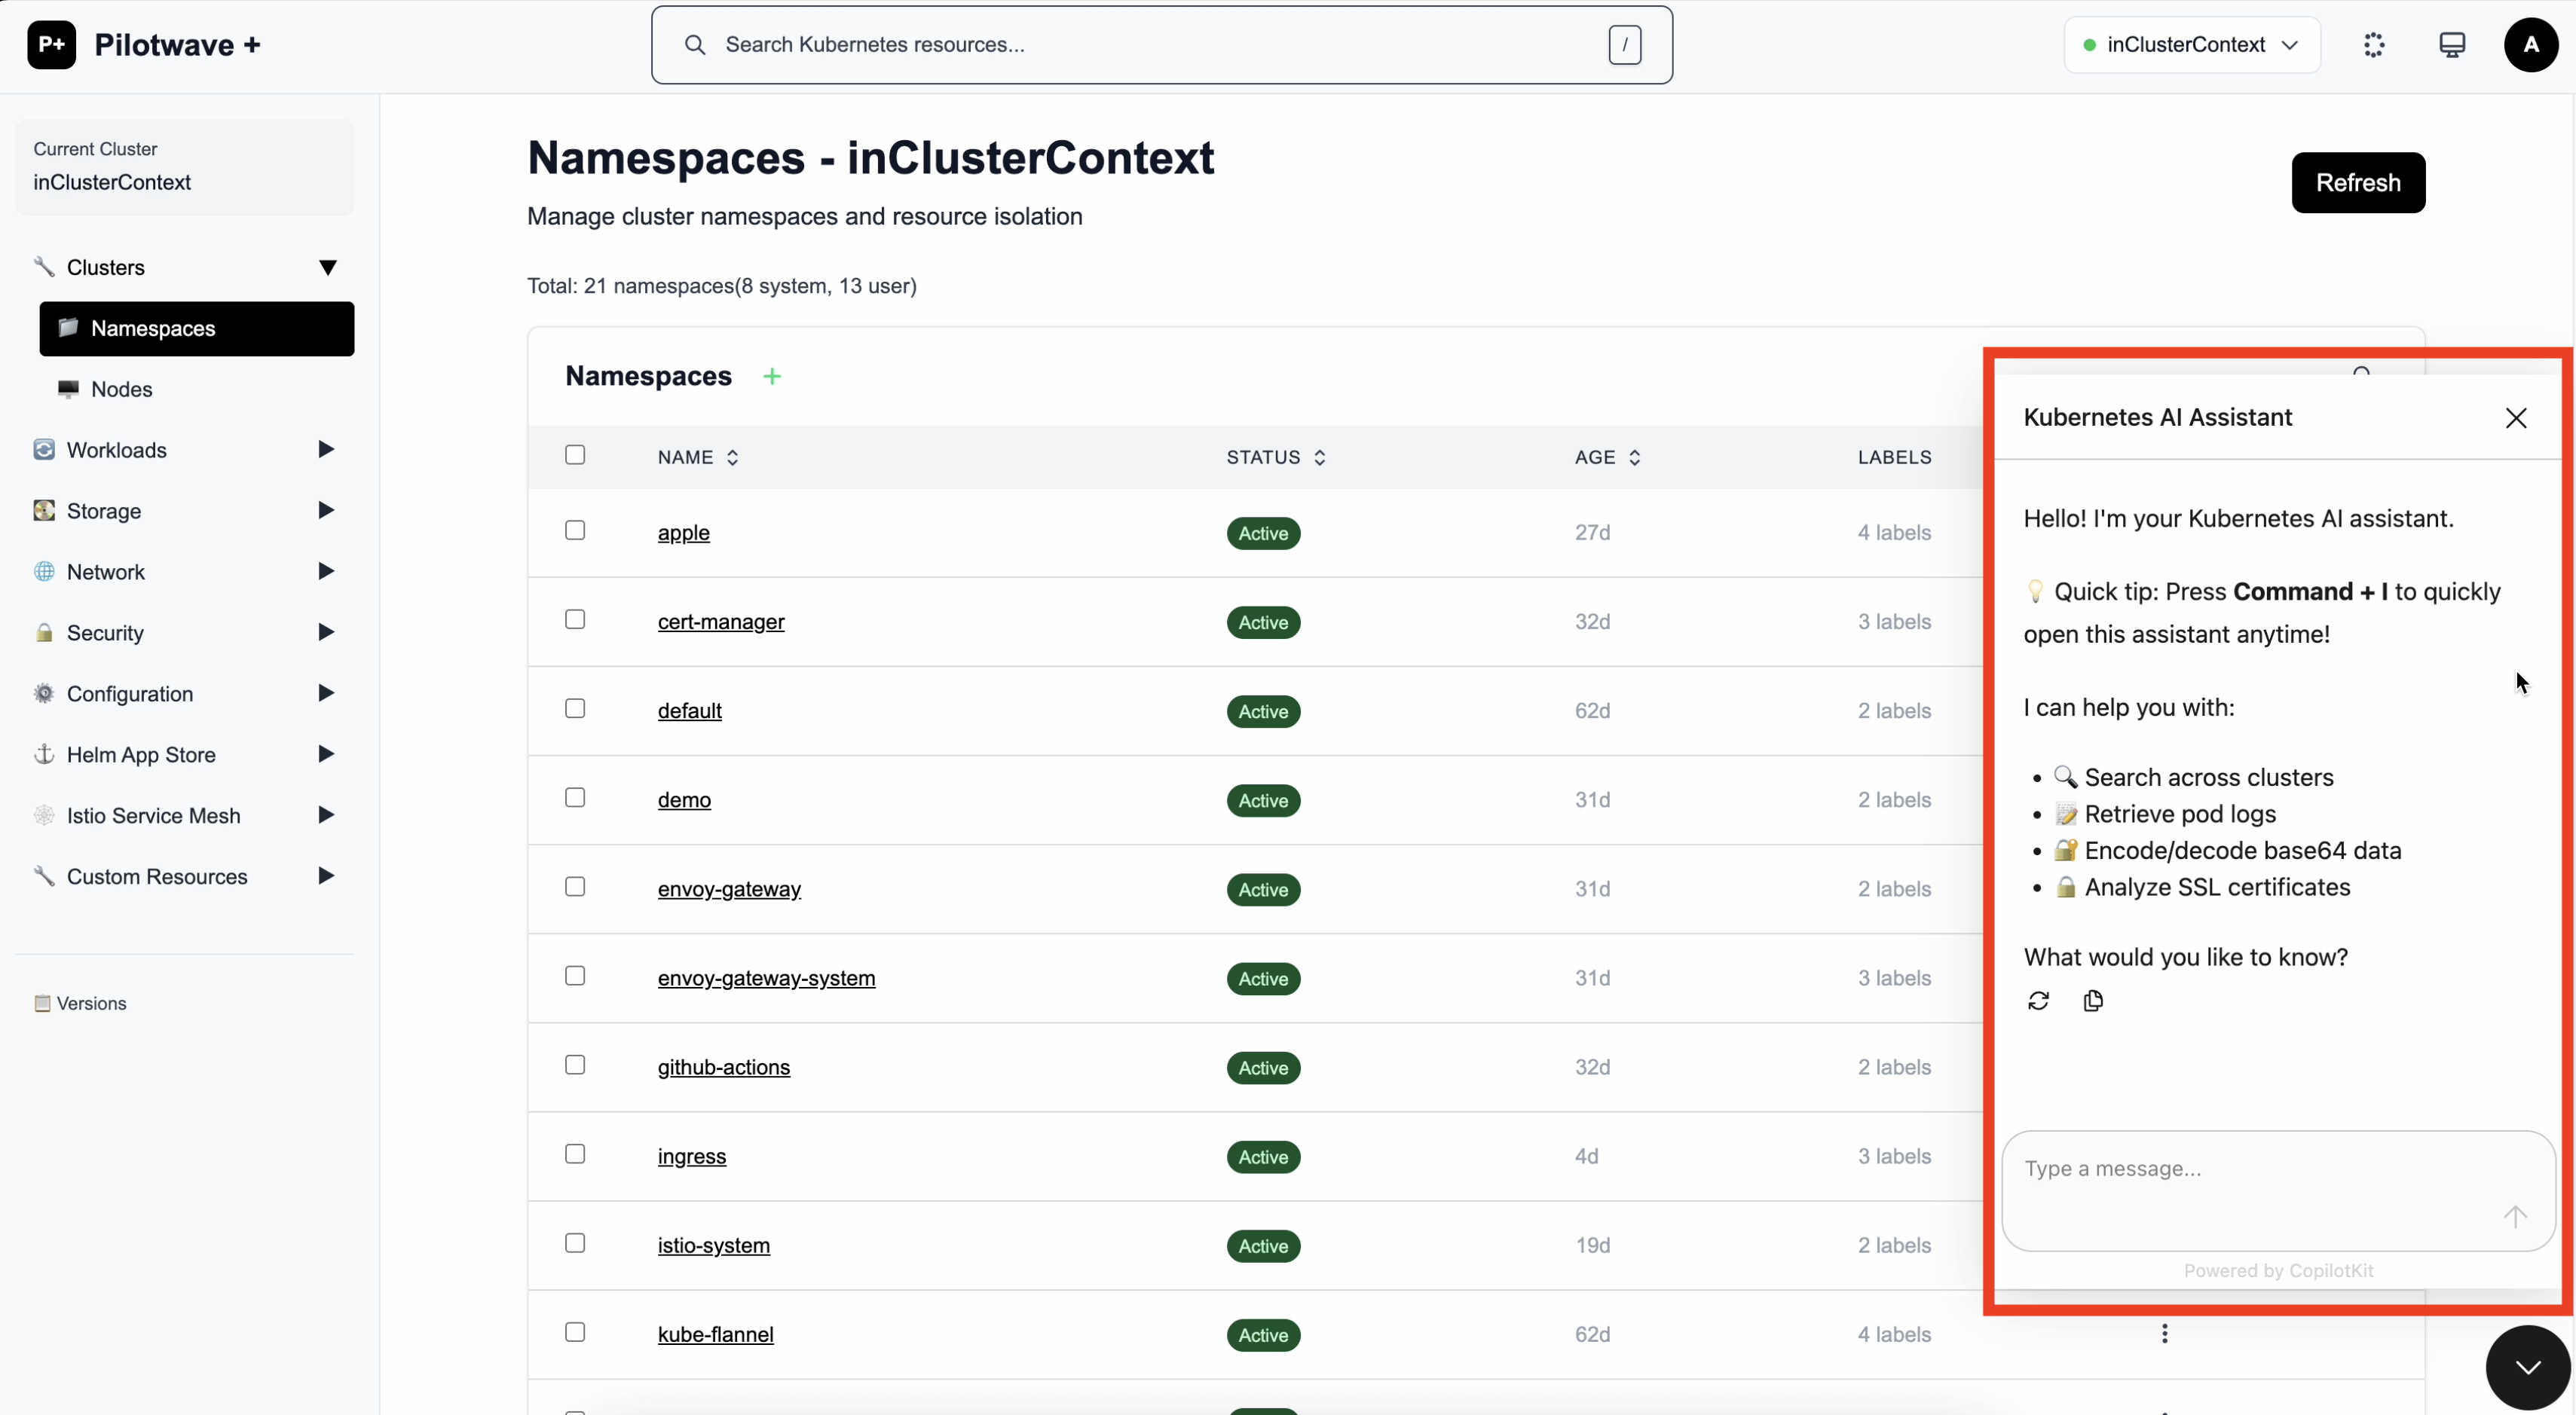 P+ Pilotwave +
Search Kubernetes resources...
/
inClusterContext
A
Current Cluster
inClusterContext
Clusters
Namespaces
Nodes
Workloads
Storage
Network
Security
Configuration
Helm App Store
Istio Service Mesh
Custom Resources
Versions
Namespaces - inClusterContext
Manage cluster namespaces and resource isolation
Refresh
Total: 21 namespaces(8 system, 13 user)
Namespaces +
NAME STATUS AGE LABELS
apple Active 27d 4 labels
cert-manager Active 32d 3 labels
default Active 62d 2 labels
demo Active 31d 2 labels
envoy-gateway Active 31d 2 labels
envoy-gateway-system Active 31d 3 labels
github-actions Active 32d 2 labels
ingress Active 4d 3 labels
istio-system Active 19d 2 labels
kube-flannel Active 62d 4 labels
Kubernetes AI Assistant
Hello! I'm your Kubernetes AI assistant.
💡 Quick tip: Press Command + I to quickly
open this assistant anytime!
I can help you with:
• 🔍 Search across clusters
• 📝 Retrieve pod logs
• 🔐 Encode/decode base64 data
• 🔒 Analyze SSL certificates
What would you like to know?
Type a message...
Powered by CopilotKit